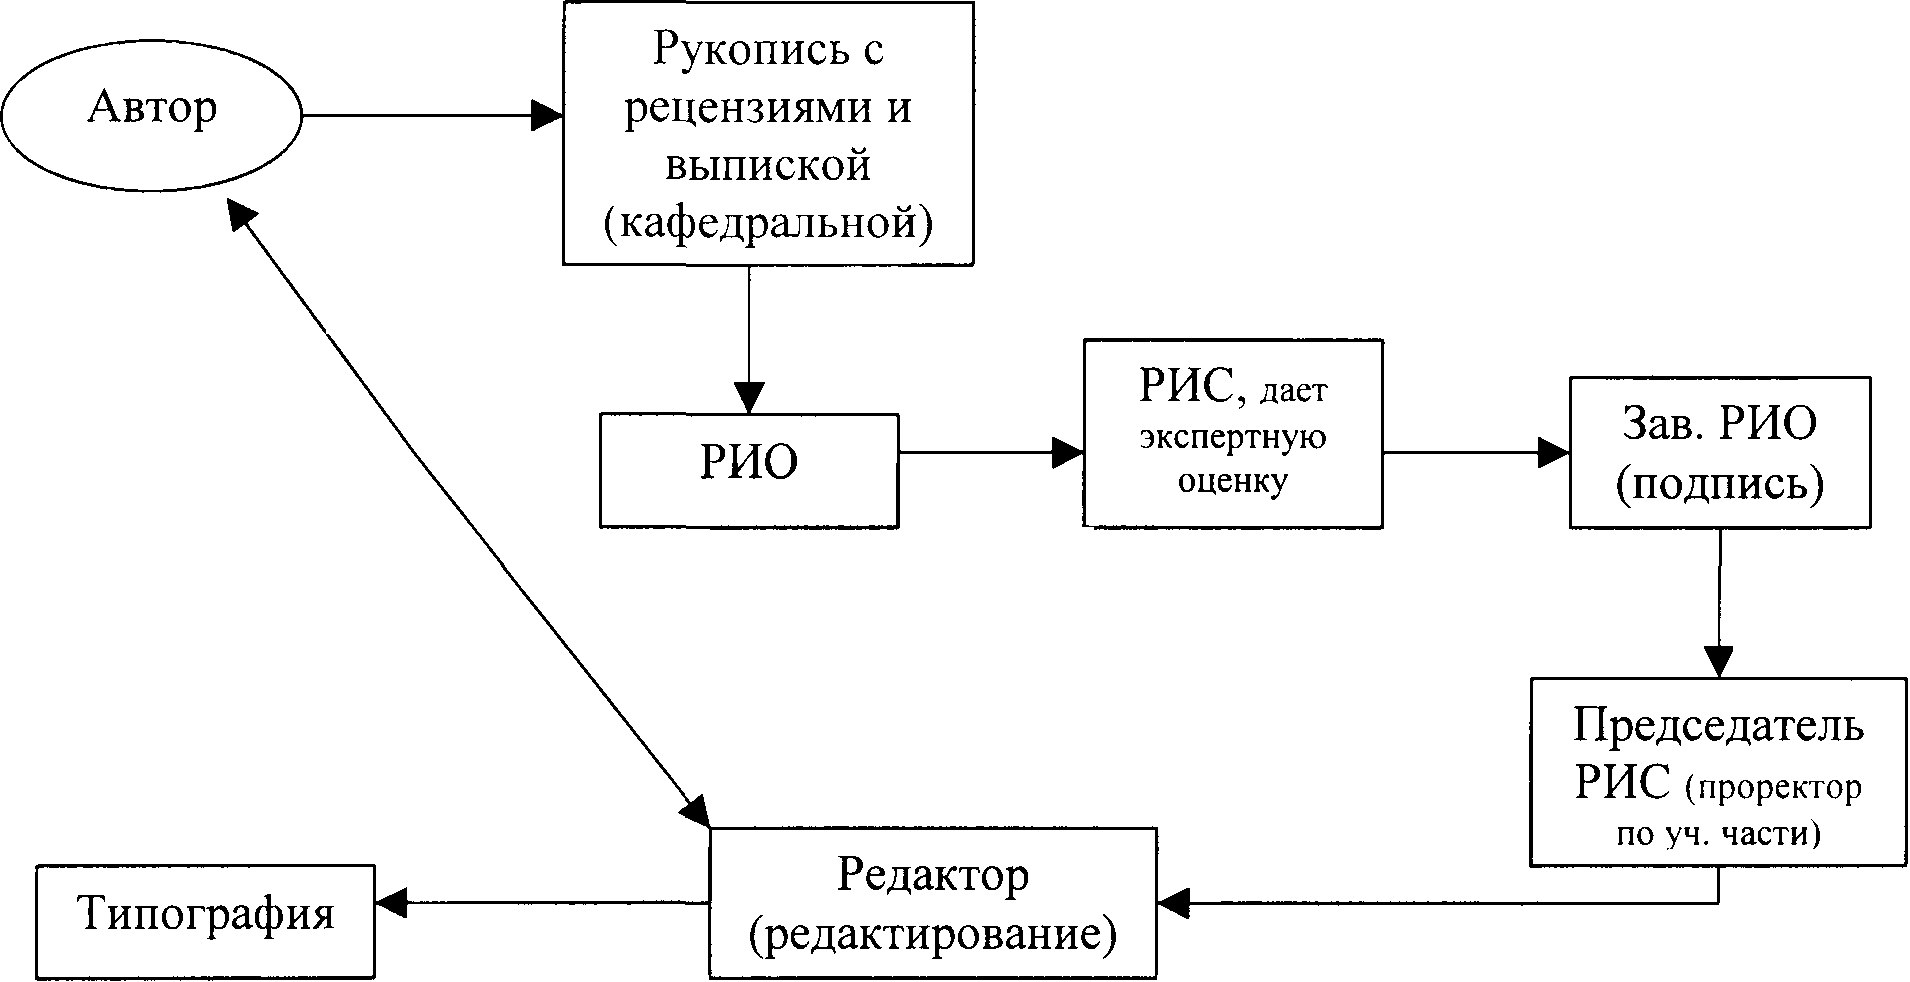 Автор
Рукопись с
рецензиями и
выпиской
(кафедральной)
РИО
РИС, дает
экспертную
оценку
Зав. РИО
(подпись)
Председатель
РИС (проректор
по уч. части)
Редактор
(редактирование)
Типография